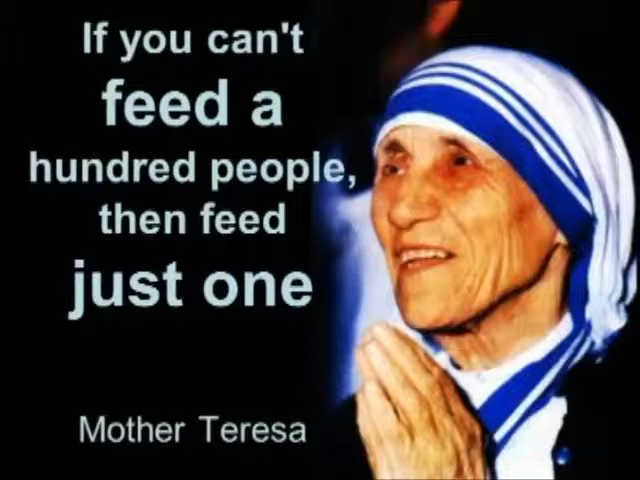 If you can't
feed a
hundred people,
then feed
just one
Mother Teresa